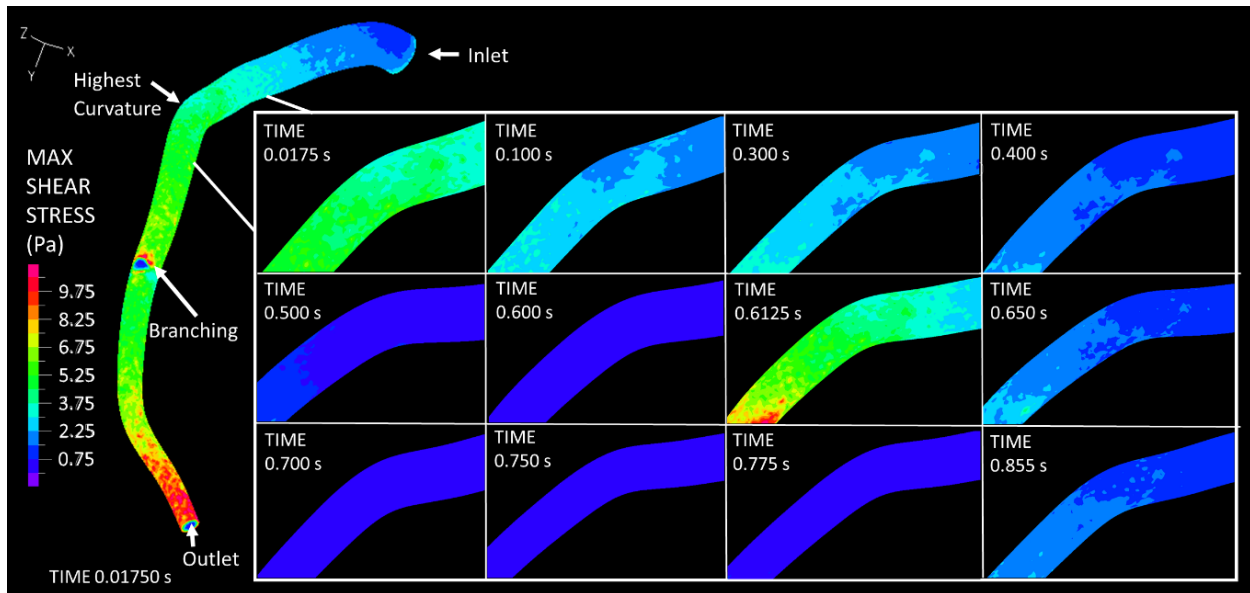 Z
X
Y
Inlet
Highest
Curvature
MAX
SHEAR
STRESS
(Pa)
9.75
8.25
6.75
5.25
3.75
2.25
0.75
Branching
Outlet
TIME 0.01750 s
TIME
0.0175 s
TIME
0.100 s
TIME
0.300 s
TIME
0.400 s
TIME
0.500 s
TIME
0.600 s
TIME
0.6125 s
TIME
0.650 s
TIME
0.700 s
TIME
0.750 s
TIME
0.775 s
TIME
0.855 s